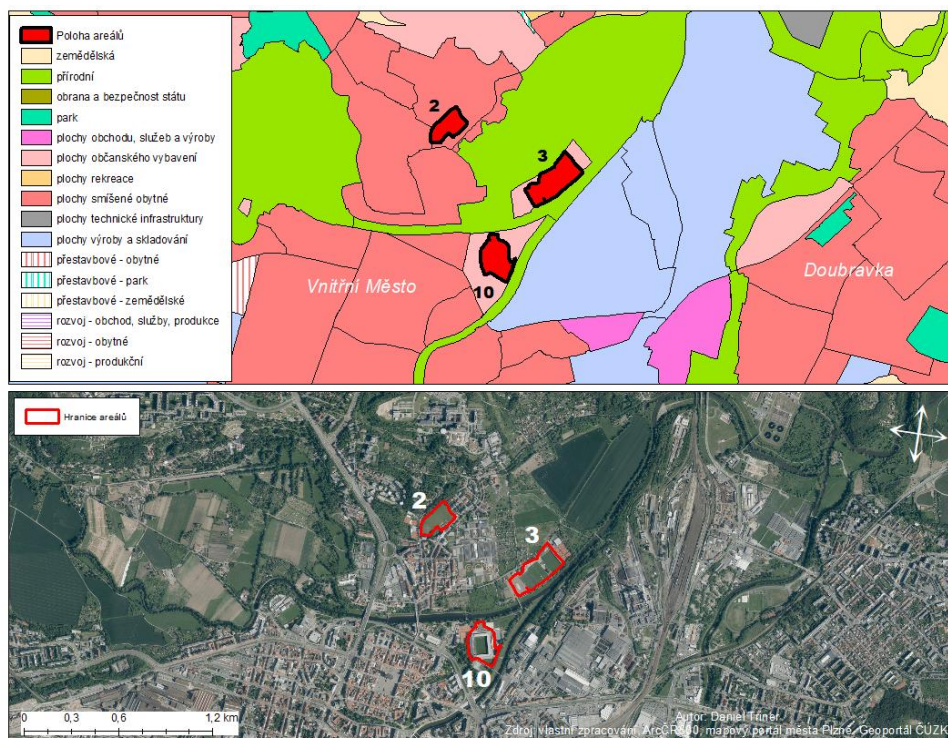 Poloha areálů
zemědělská
přírodní
obrana a bezpečnost státu
park
plochy obchodu, služeb a výroby
plochy občanského vybavení
plochy rekreace
plochy smíšené obytné
plochy technické infrastruktury
plochy výroby a skladování
přestavbové - obytné
přestavbové - park
přestavbové - zemědělské
rozvoj - obchod, služby, produkce
rozvoj - obytné
rozvoj - produkční
2
3
10
Vnitřní Město
Doubravka
Hranice areálů
2
3
10
0 0,3 0,6 1,2 km
Autor: Daniel Triner
Zdroj: vlastní zpracování, ArcČR500, mapový portál města Plzně, Geoportál ČÚZK